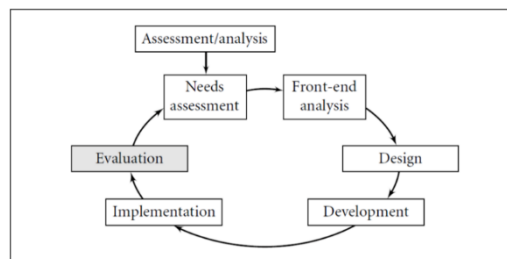 Assessment/analysis
Needs
assessment
Front-end
analysis
Evaluation
Design
Implementation
Development